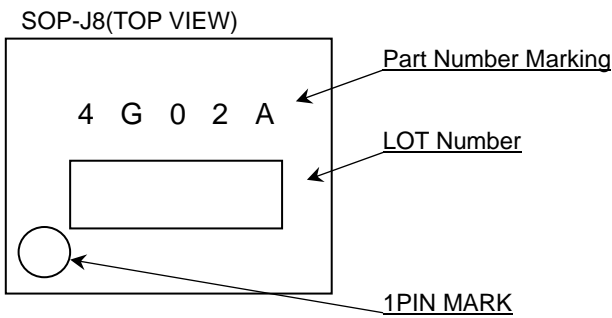 SOP-J8(TOP VIEW)
Part Number Marking
4 G 0 2 A
LOT Number
1PIN MARK